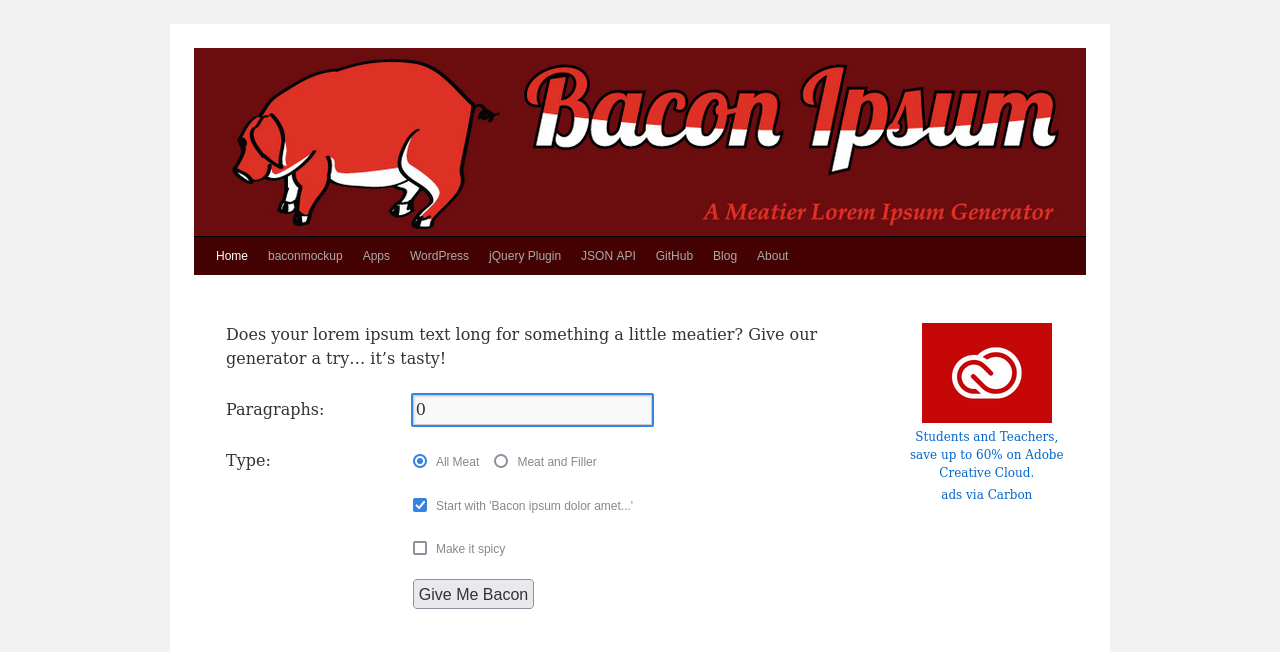 Bacon Ipsum
A Meatier Lorem Ipsum Generator
Home baconmockup Apps WordPress jQuery Plugin JSON API GitHub Blog About
Does your lorem ipsum text long for something a little meatier? Give our
generator a try… it’s tasty!
Paragraphs: 0
Type: All Meat Meat and Filler
Start with 'Bacon ipsum dolor amet...'
Make it spicy
Give Me Bacon
Students and Teachers,
save up to 60% on Adobe
Creative Cloud.
ads via Carbon